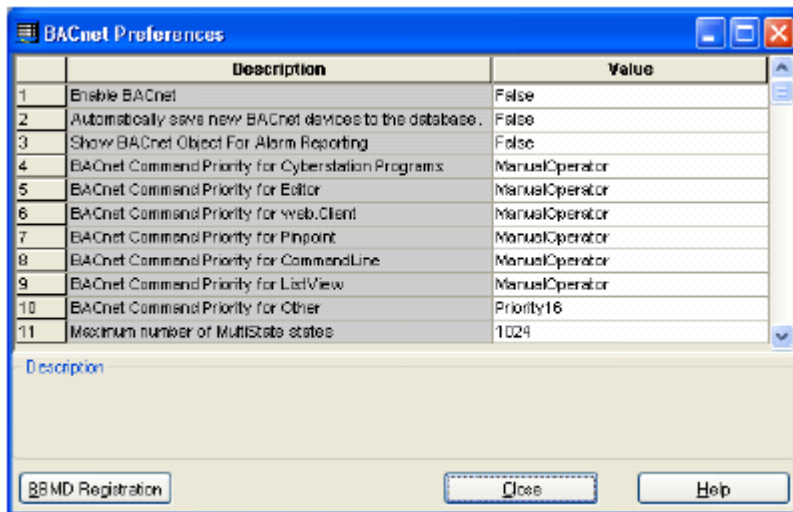 BACnet Preferences
Description Value
1 Enable BACnet False
2 Automatically save new BACnet devices to the database. False
3 Show BACnet Object For Alarm Reporting False
4 BACnet Command Priority for Cyberstation Programs ManualOperator
5 BACnet Command Priority for Editor ManualOperator
6 BACnet Command Priority for web.Client ManualOperator
7 BACnet Command Priority for Pinpoint ManualOperator
8 BACnet Command Priority for CommandLine ManualOperator
9 BACnet Command Priority for ListView ManualOperator
10 BACnet Command Priority for Other Priority16
11 Maximum number of MultiState states 1024
Description
BBMD Registration Close Help